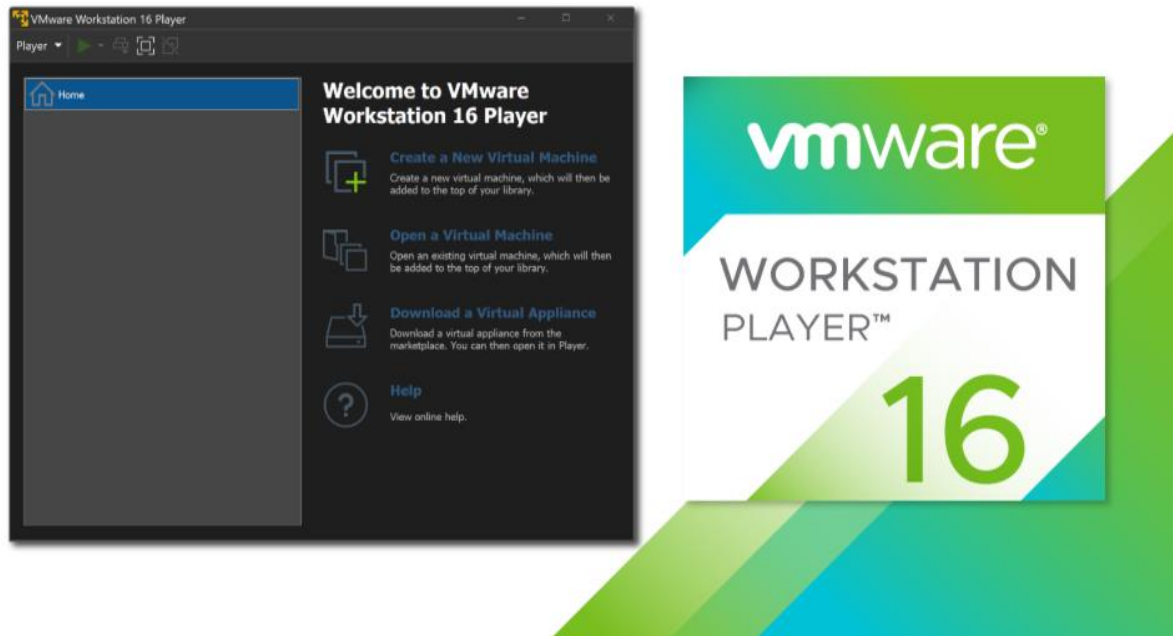 VMware Workstation 16 Player
Player
Home
Welcome to VMware
Workstation 16 Player
Create a New Virtual Machine
Create a new virtual machine, which will then be
added to the top of your library.
Open a Virtual Machine
Open an existing virtual machine, which will then
be added to the top of your library.
Download a Virtual Appliance
Download a virtual appliance from the
marketplace. You can then open it in Player.
Help
View online help.
vmware®
WORKSTATION
PLAYER™
16